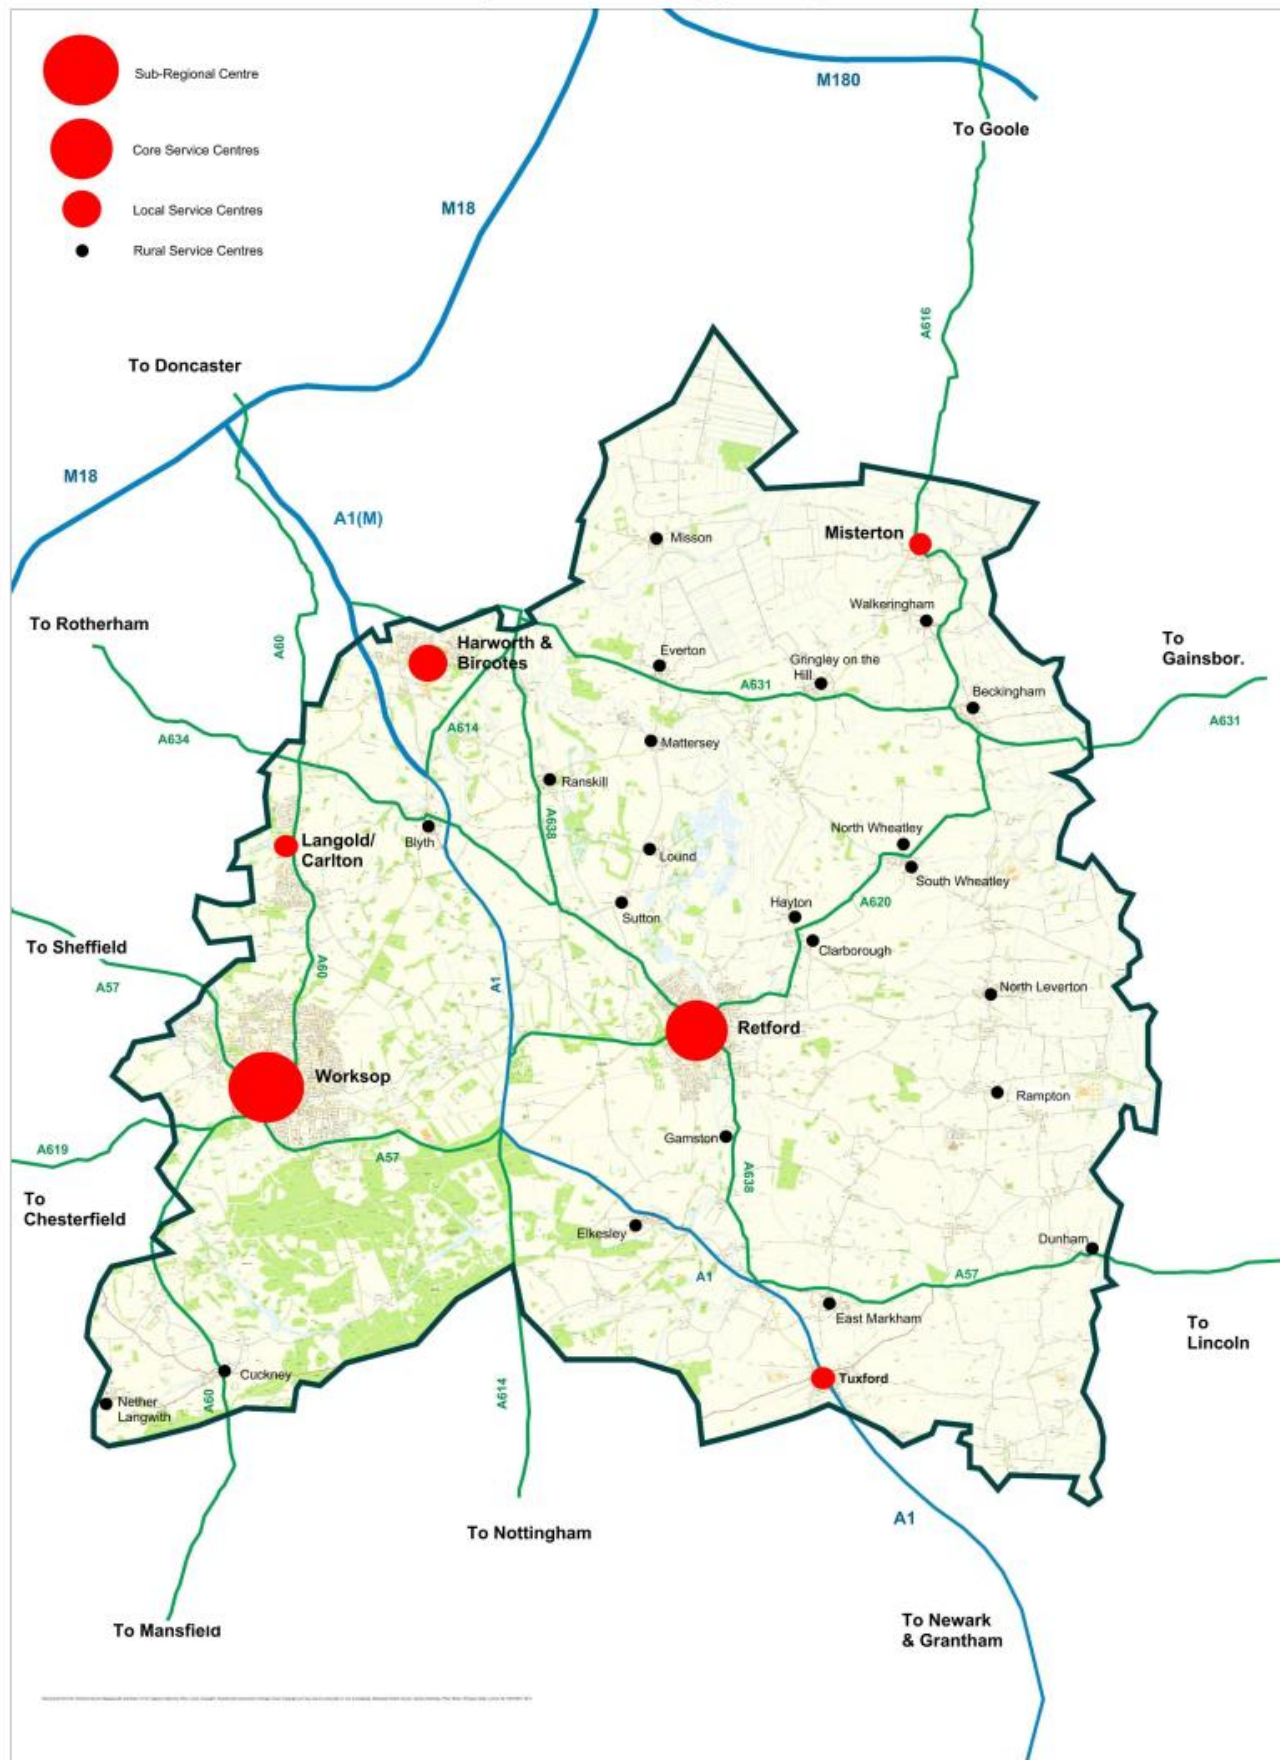 Sub-Regional Centre
Core Service Centres
Local Service Centres
Rural Service Centres
M180
To Goole
M18
A616
To Doncaster
M18
A1(M)
Misson
Misterton
Walkeringham
To Rotherham
A60
Harworth &
Bircotes
Everton
Gringley on the
Hill
To
Gainsbor.
A631
Beckingham
A631
A634
A614
Mattersey
Ranskill
A638
Langold/
Carlton
Blyth
Lound
North Wheatley
South Wheatley
Sutton
Hayton
A620
Clarborough
To Sheffield
A57
A60
A1
North Leverton
Retford
Worksop
Rampton
Gamston
A619
A57
A638
To
Chesterfield
Elkesley
Dunham
A1
A57
East Markham
To
Lincoln
Tuxford
Cuckney
Nether
Langwith
A60
A614
To Nottingham
A1
To Mansfield
To Newark
& Grantham